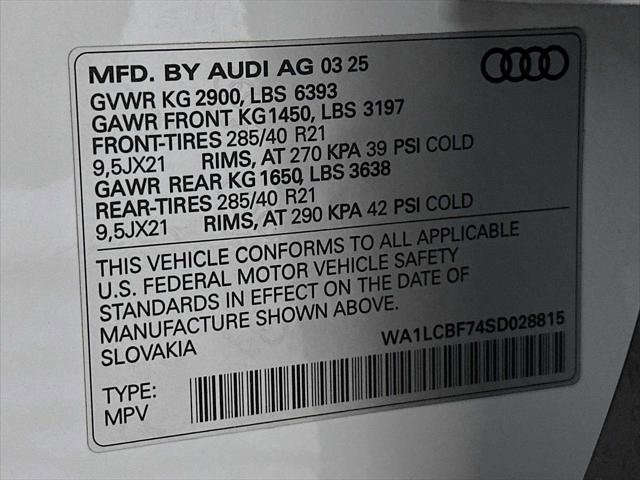 MFD. BY AUDI AG 03 25
GVWR KG 2900, LBS 6393
GAWR FRONT KG1450, LBS 3197
FRONT-TIRES 285/40 R21
9,5JX21 RIMS, AT 270 KPA 39 PSI COLD
GAWR REAR KG 1650, LBS 3638
REAR-TIRES 285/40 R21
9,5JX21 RIMS, AT 290 KPA 42 PSI COLD
THIS VEHICLE CONFORMS TO ALL APPLICABLE
U.S. FEDERAL MOTOR VEHICLE SAFETY
STANDARDS IN EFFECT ON THE DATE OF
MANUFACTURE SHOWN ABOVE.
SLOVAKIA
WA1LCBF74SD028815
TYPE:
MPV